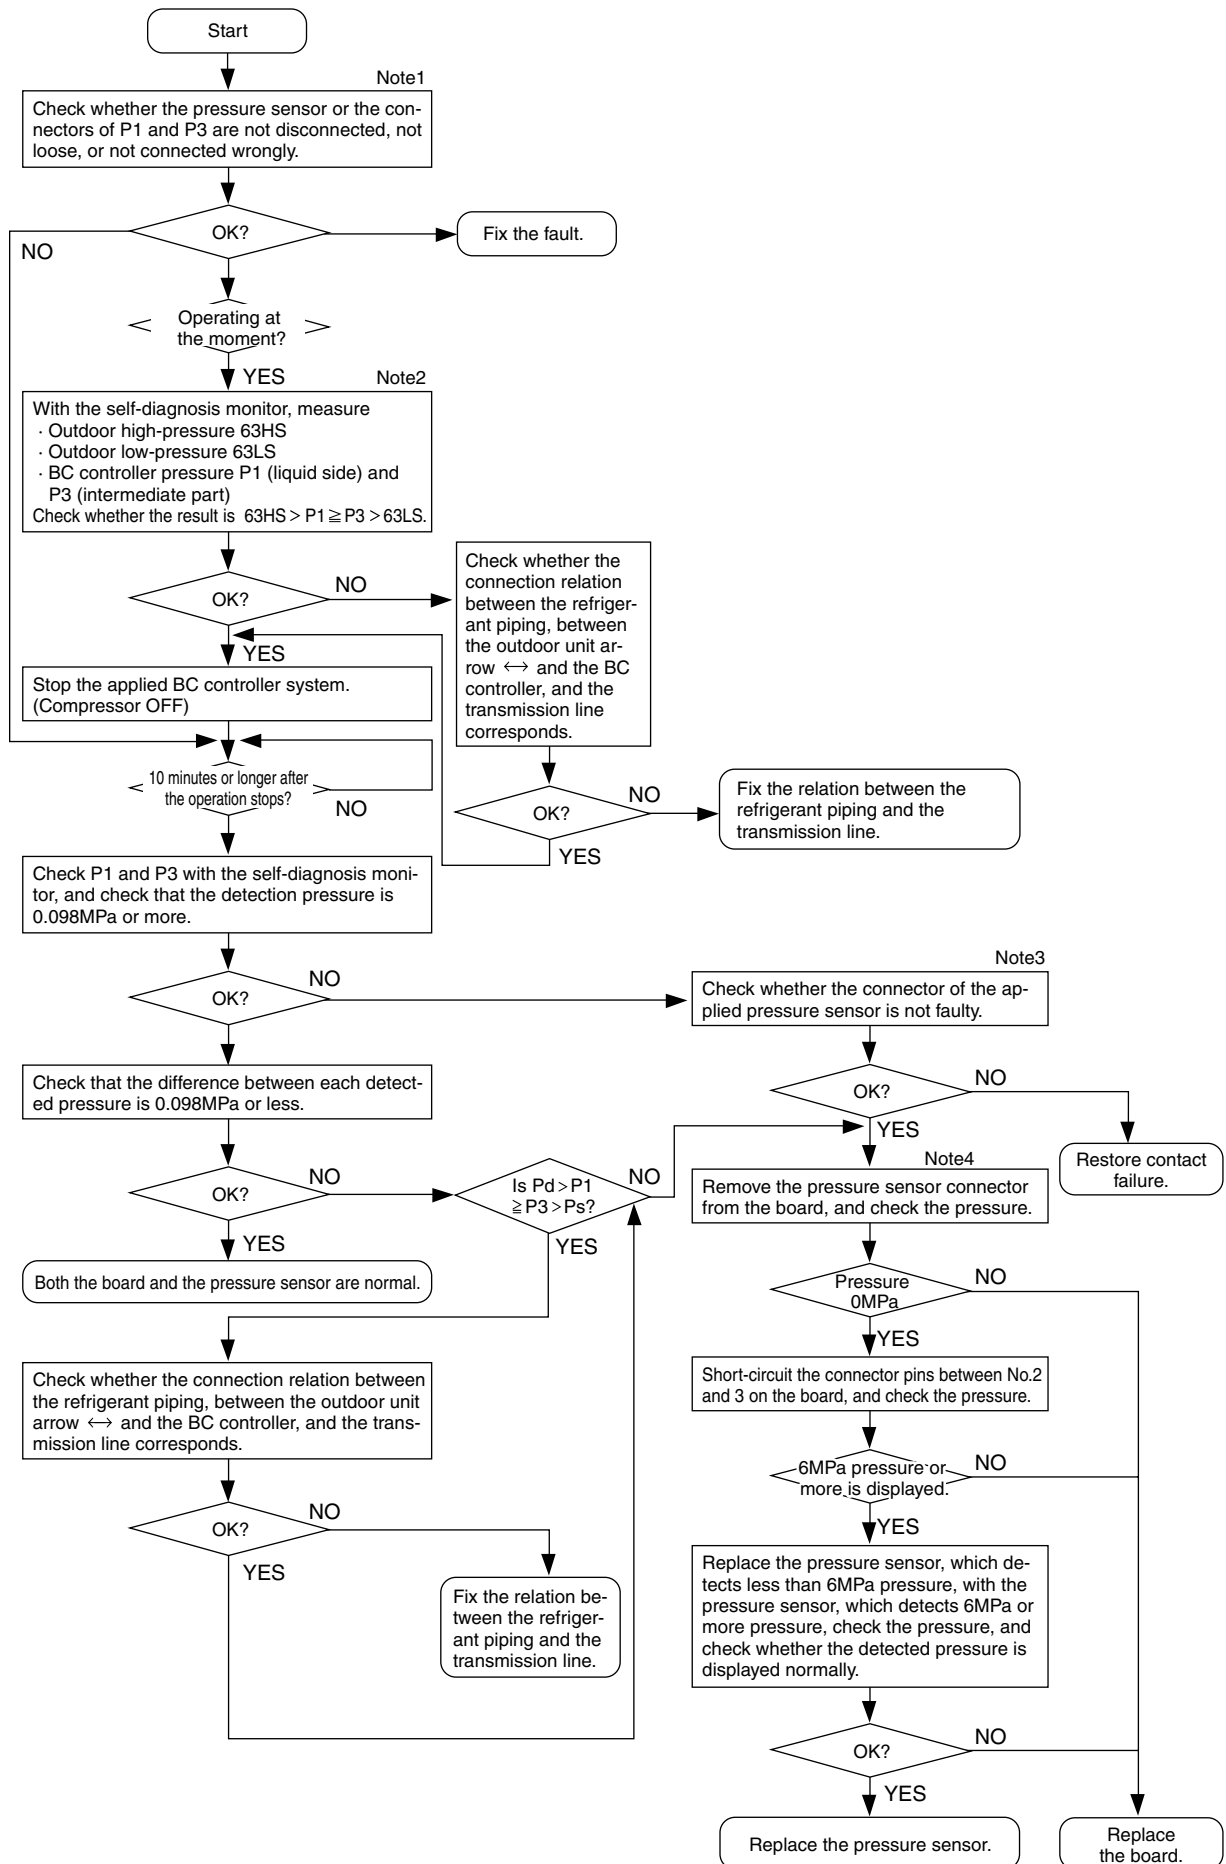 Start
Note1
Check whether the pressure sensor or the con-
nectors of P1 and P3 are not disconnected, not
loose, or not connected wrongly.
OK?
Fix the fault.
NO
Operating at
the moment?
YES
Note2
With the self-diagnosis monitor, measure
· Outdoor high-pressure 63HS
· Outdoor low-pressure 63LS
· BC controller pressure P1 (liquid side) and
P3 (intermediate part)
Check whether the result is 63HS > P1 ≧ P3 > 63LS.
OK?
NO
YES
Check whether the
connection relation
between the refriger-
ant piping, between
the outdoor unit ar-
row ↔ and the BC
controller, and the
transmission line
corresponds.
Stop the applied BC controller system.
(Compressor OFF)
10 minutes or longer after
the operation stops?
NO
OK?
NO
YES
Fix the relation between the
refrigerant piping and the
transmission line.
Check P1 and P3 with the self-diagnosis moni-
tor, and check that the detection pressure is
0.098MPa or more.
OK?
NO
Note3
Check whether the connector of the ap-
plied pressure sensor is not faulty.
OK?
NO
YES
Restore contact
failure.
Check that the difference between each detect-
ed pressure is 0.098MPa or less.
OK?
NO
YES
Is Pd > P1
≧ P3 > Ps?
NO
YES
Both the board and the pressure sensor are normal.
Note4
Remove the pressure sensor connector
from the board, and check the pressure.
Pressure
0MPa
NO
YES
Check whether the connection relation between
the refrigerant piping, between the outdoor unit
arrow ↔ and the BC controller, and the trans-
mission line corresponds.
OK?
NO
YES
Fix the relation be-
tween the refriger-
ant piping and the
transmission line.
Short-circuit the connector pins between No.2
and 3 on the board, and check the pressure.
6MPa pressure or
more is displayed.
NO
YES
Replace the pressure sensor, which de-
tects less than 6MPa pressure, with the
pressure sensor, which detects 6MPa or
more pressure, check the pressure, and
check whether the detected pressure is
displayed normally.
OK?
NO
YES
Replace the pressure sensor.
Replace
the board.